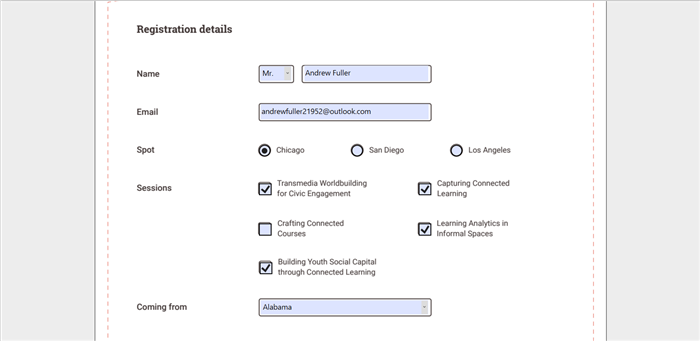 Registration details
Name
Mr.
Andrew Fuller
Email
andrewfuller21952@outlook.com
Spot
Chicago
San Diego
Los Angeles
Sessions
Transmedia Worldbuilding
for Civic Engagement
Capturing Connected
Learning
Crafting Connected
Courses
Learning Analytics in
Informal Spaces
Building Youth Social Capital
through Connected Learning
Coming from
Alabama